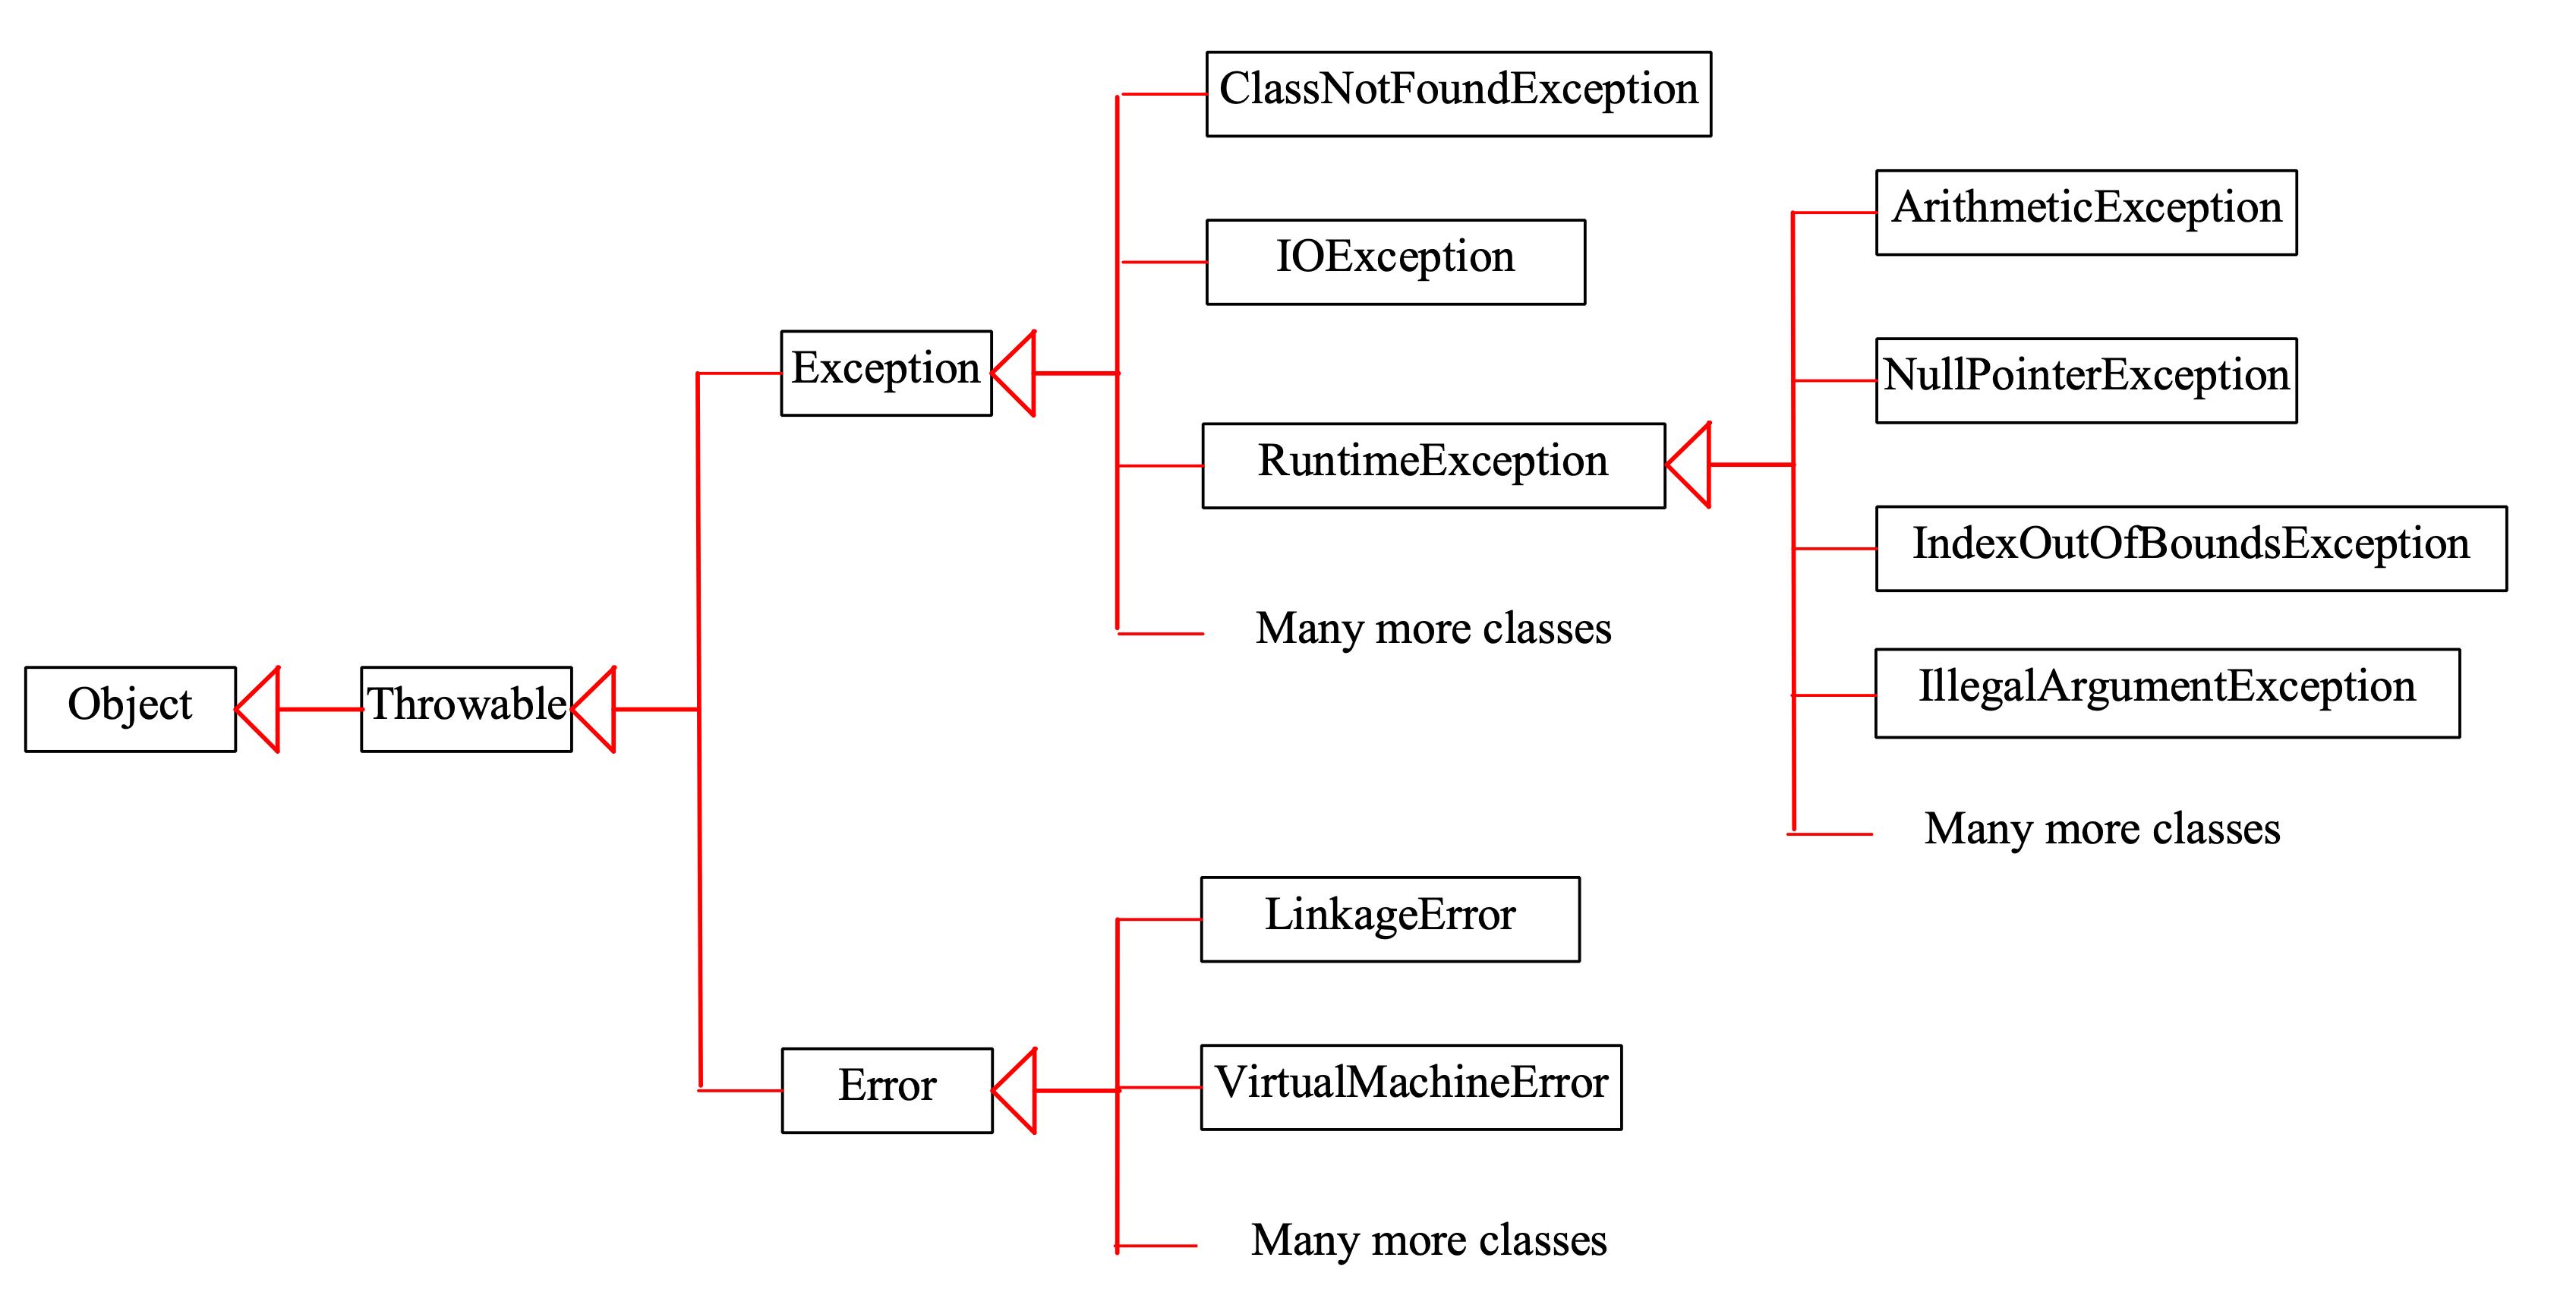 ClassNotFoundException
ArithmeticException
IOException
Exception
NullPointerException
RuntimeException
IndexOutOfBoundsException
Many more classes
IllegalArgumentException
Object
Throwable
Many more classes
LinkageError
Error
VirtualMachineError
Many more classes